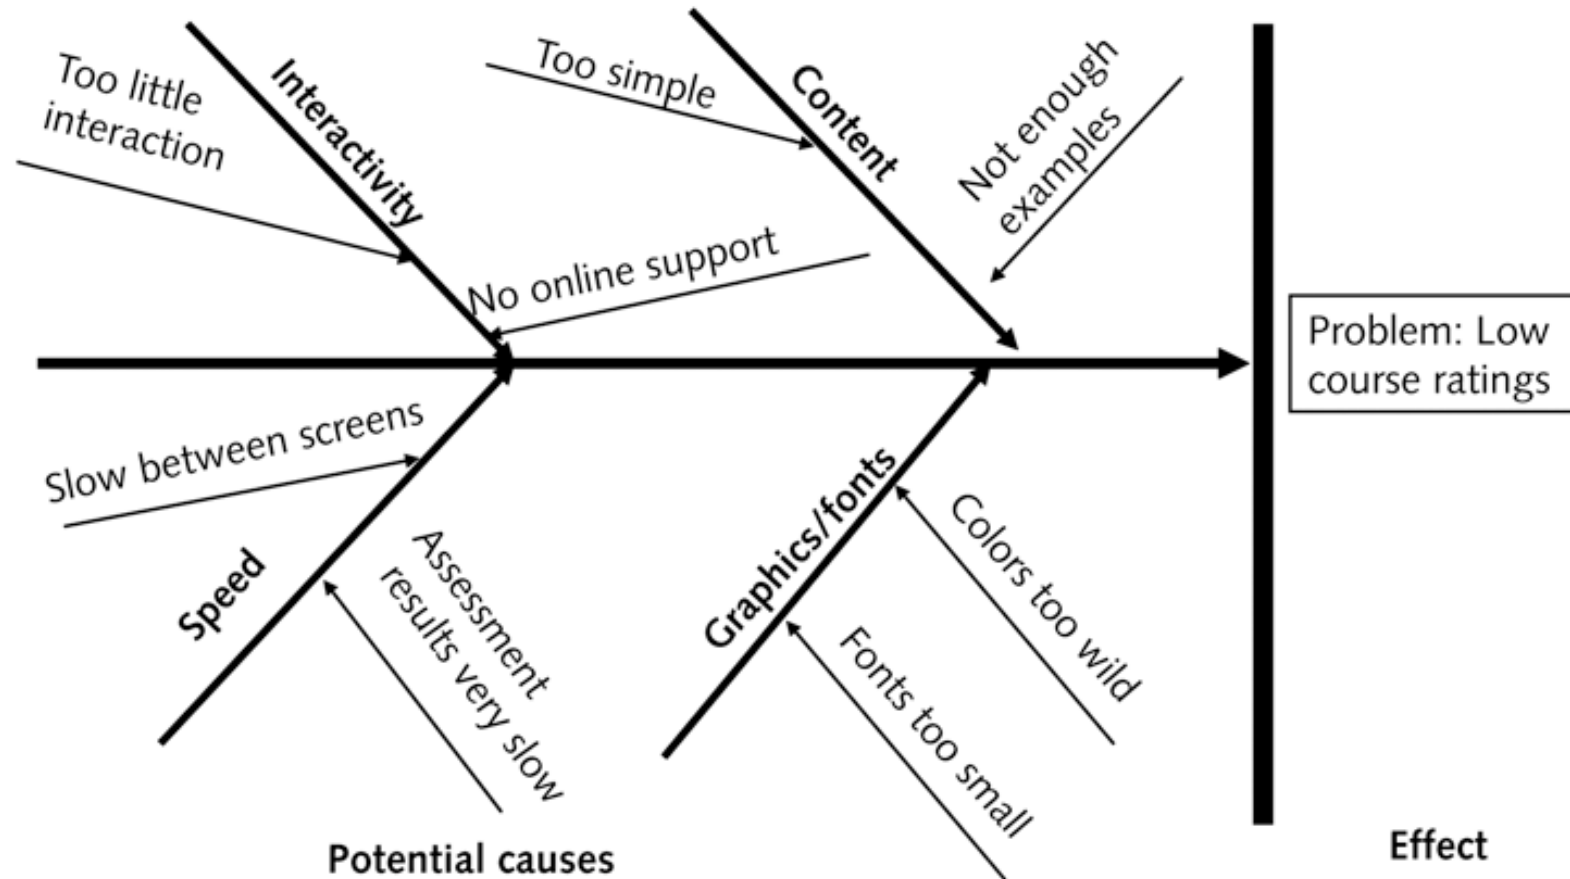 Too little
interaction
Interactivity
Too simple
Content
Not enough
examples
No online support
Problem: Low
course ratings
Slow between screens
Speed
Assessment
results very slow
Graphics/fonts
Colors too wild
Fonts too small
Potential causes
Effect